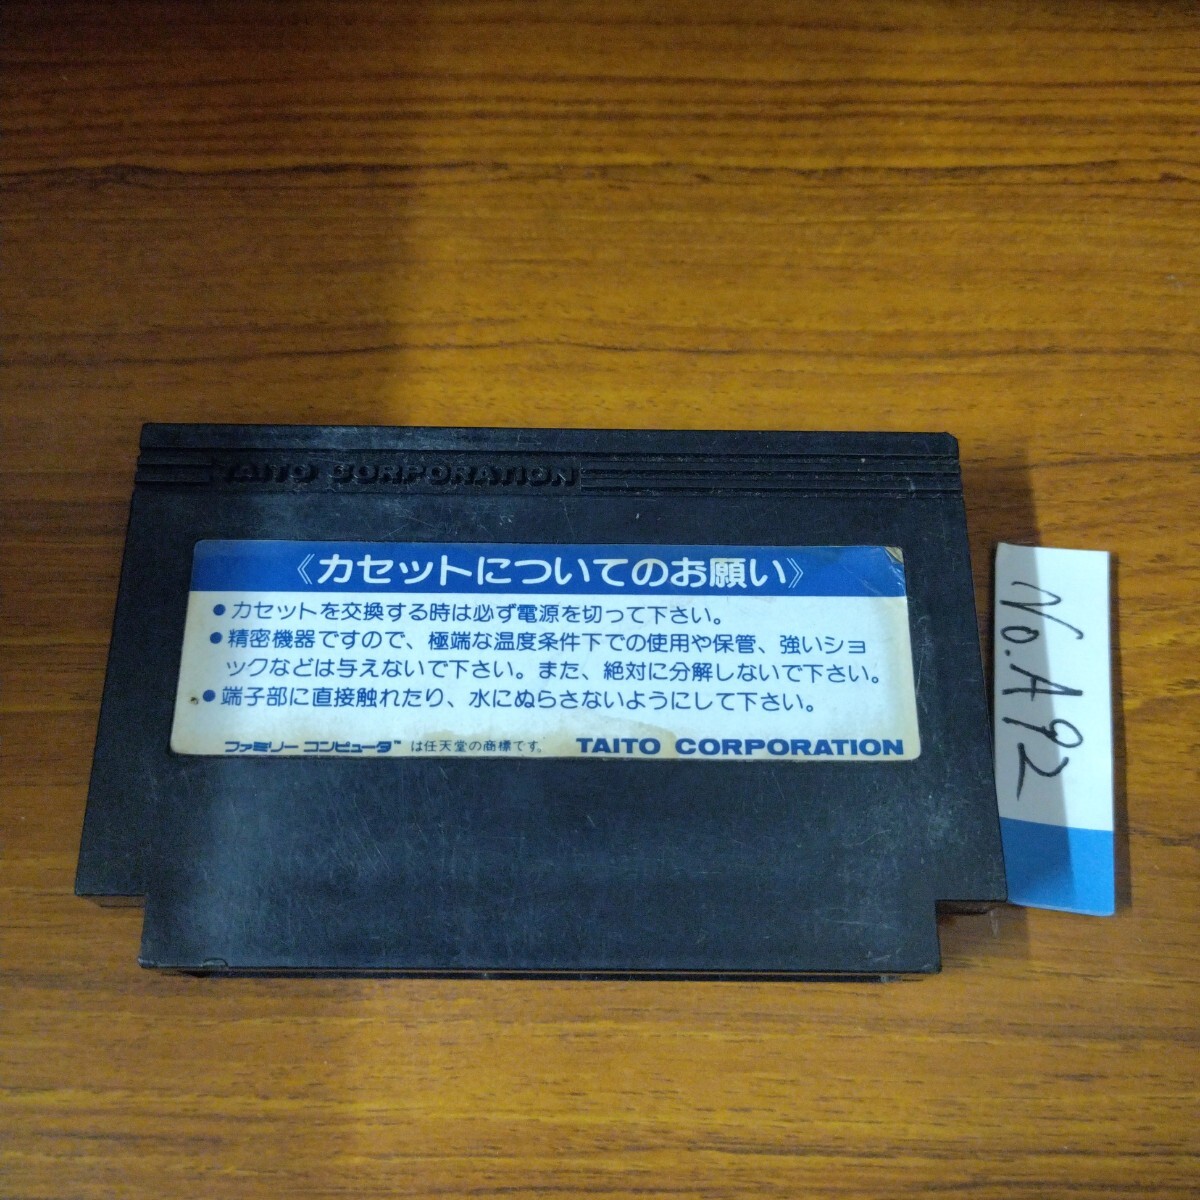 TAITO CORPORATION
《カセットについてのお願い》
●カセットを交換する時は必ず電源を切って下さい。
●精密機器ですので、極端な温度条件下での使用や保管、強いショ
ックなどは与えないで下さい。また、絶対に分解しないで下さい。
●端子部に直接触れたり、水にぬらさないようにして下さい。
ファミリー コンピュータ™ は任天堂の商標です。 TAITO CORPORATION
No.A92